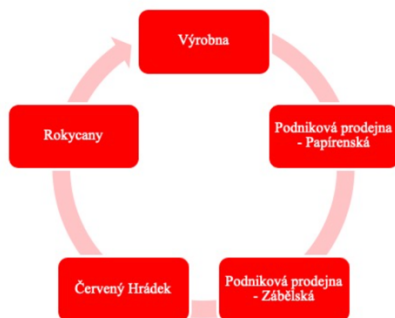 Výrobna
Podniková prodejna
- Papírenská
Podniková prodejna
- Zábělská
Červený Hrádek
Rokycany